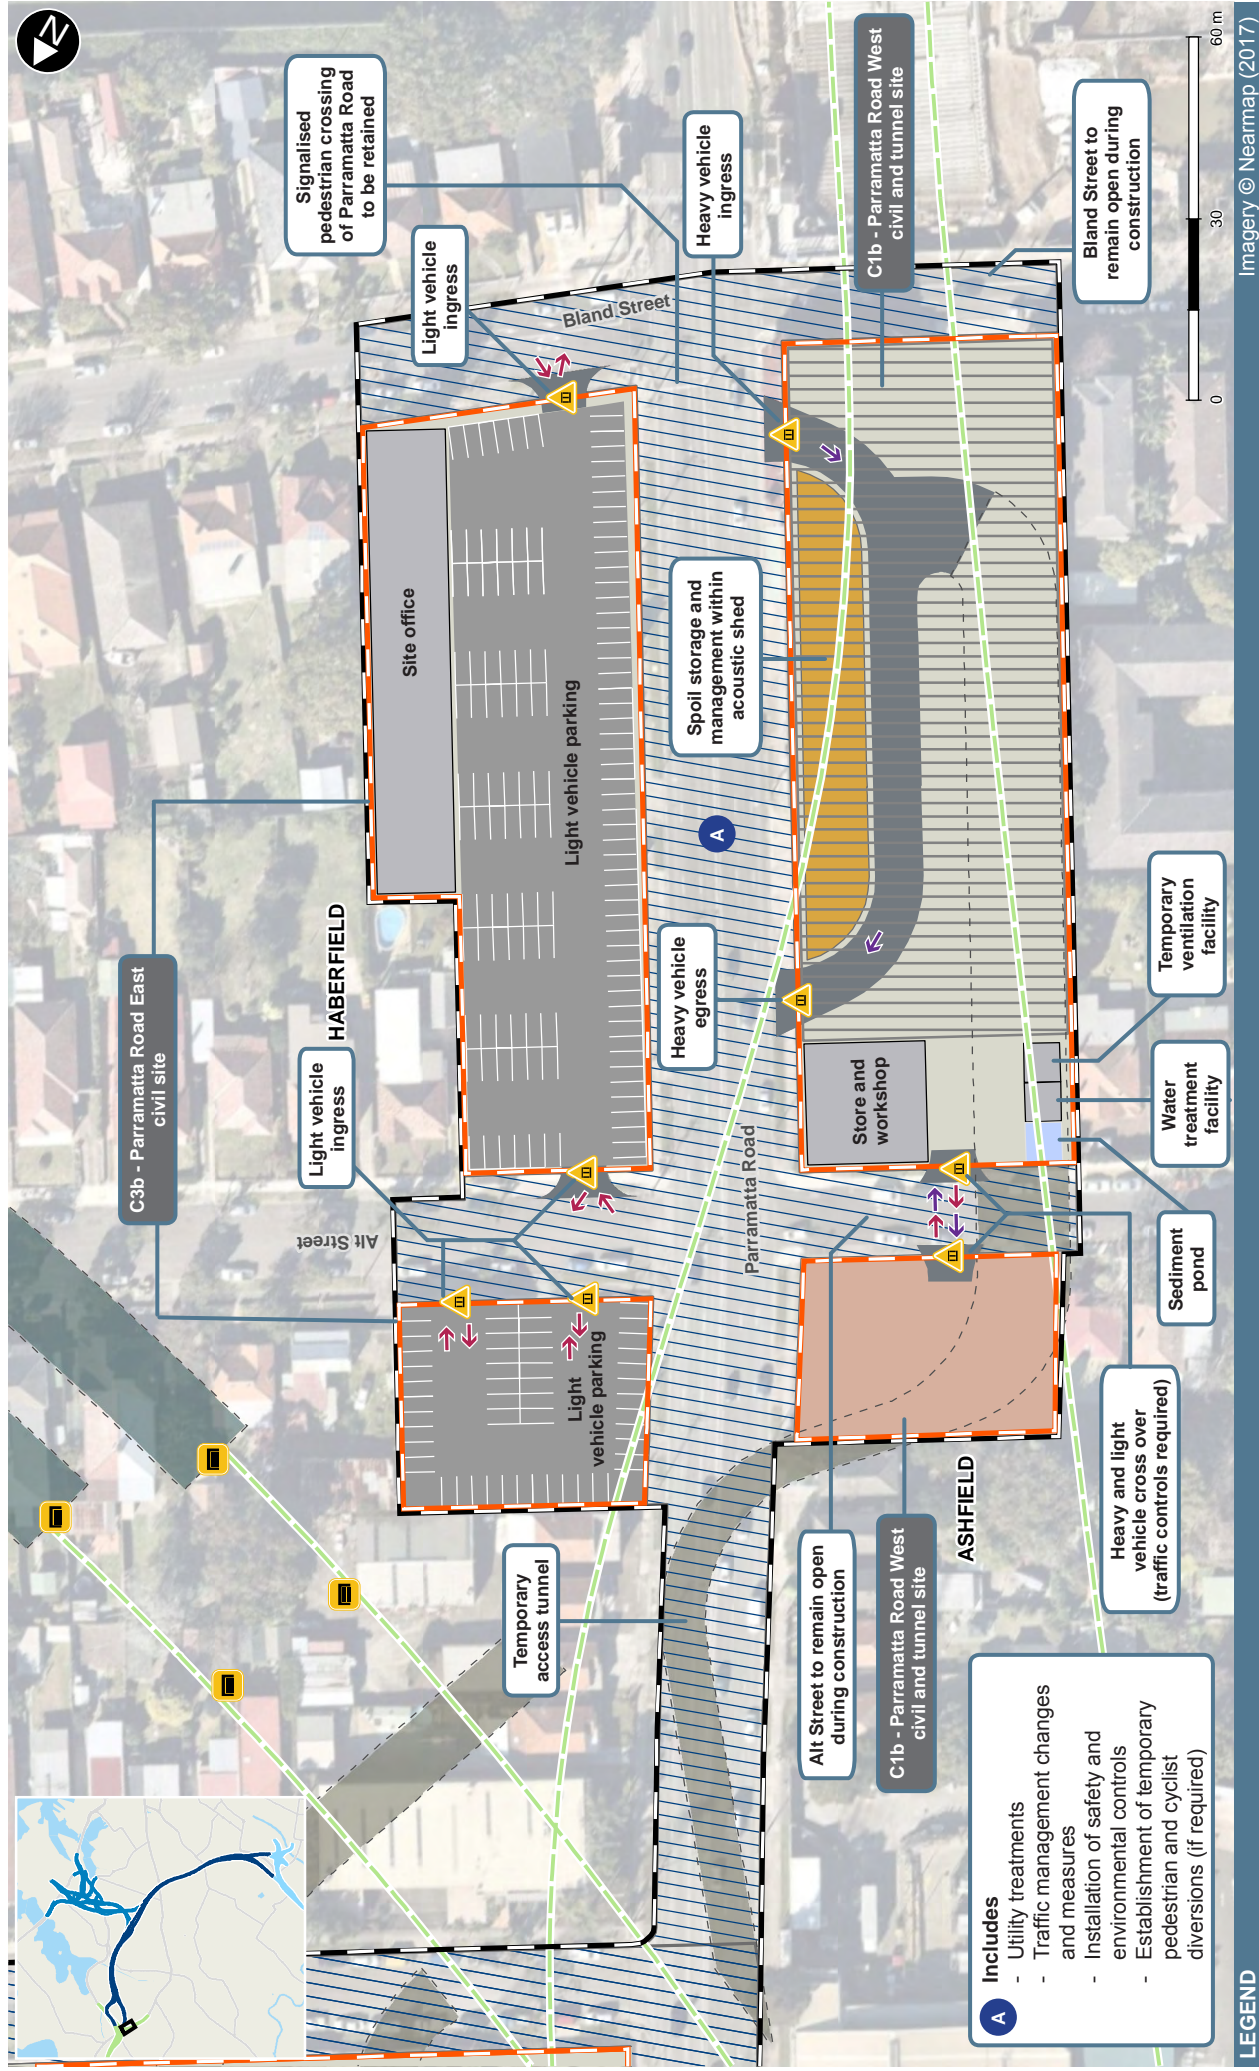 N
C3b - Parramatta Road East
civil site
HABERFIELD
Light vehicle
ingress
Alt Street
Site office
Light vehicle parking
Light vehicle
ingress
Signalised
pedestrian crossing
of Parramatta Road
to be retained
Bland Street
Heavy vehicle
ingress
C1b - Parramatta Road West
civil and tunnel site
Bland Street to
remain open during
construction
Spoil storage and
management within
acoustic shed
A
Heavy vehicle
egress
Parramatta Road
Store and
workshop
Temporary
ventilation
facility
Water
treatment
facility
Sediment
pond
Light
vehicle parking
Temporary
access tunnel
Alt Street to remain open
during construction
C1b - Parramatta Road West
civil and tunnel site
ASHFIELD
Heavy and light
vehicle cross over
(traffic controls required)
A Includes
- Utility treatments
- Traffic management changes
and measures
- Installation of safety and
environmental controls
- Establishment of temporary
pedestrian and cyclist
diversions (if required)
0 30 60 m
LEGEND
Imagery © Nearmap (2017)